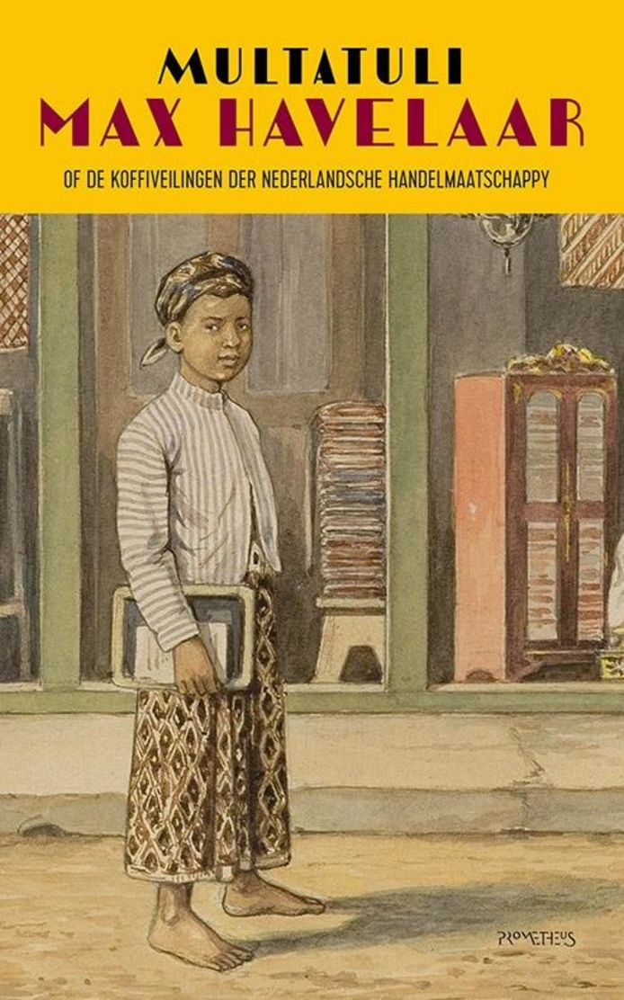 MULTATULI
MAX HAVELAAR
OF DE KOFFIVEILINGEN DER NEDERLANDSCHE HANDELMAATSCHAPPY
PROMETHEUS